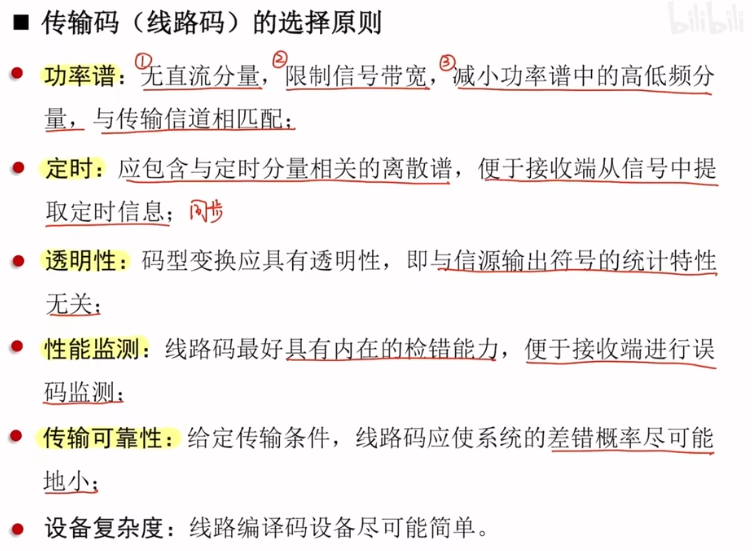 ■ 传输码（线路码）的选择原则
bilibili
① ② ③
● 功率谱：无直流分量，限制信号带宽，减小功率谱中的高低频分
量，与传输信道相匹配；
● 定时：应包含与定时分量相关的离散谱，便于接收端从信号中提
取定时信息；同步
● 透明性：码型变换应具有透明性，即与信源输出符号的统计特性
无关；
● 性能监测：线路码最好具有内在的检错能力，便于接收端进行误
码监测；
● 传输可靠性：给定传输条件，线路码应使系统的差错概率尽可能
地小；
● 设备复杂度：线路编译码设备尽可能简单。